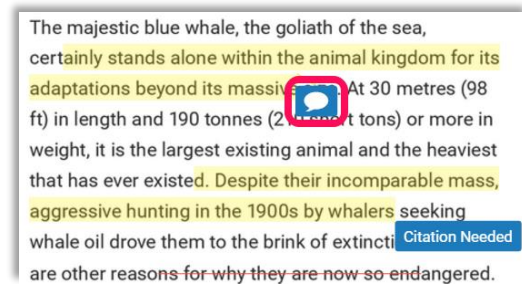 The majestic blue whale, the goliath of the sea,
certainly stands alone within the animal kingdom for its
adaptations beyond its massive At 30 metres (98
ft) in length and 190 tonnes ( tons) or more in
weight, it is the largest existing animal and the heaviest
that has ever existed. Despite their incomparable mass,
aggressive hunting in the 1900s by whalers seeking
whale oil drove them to the brink of Citation Needed
are other reasons for why they are now so endangered.